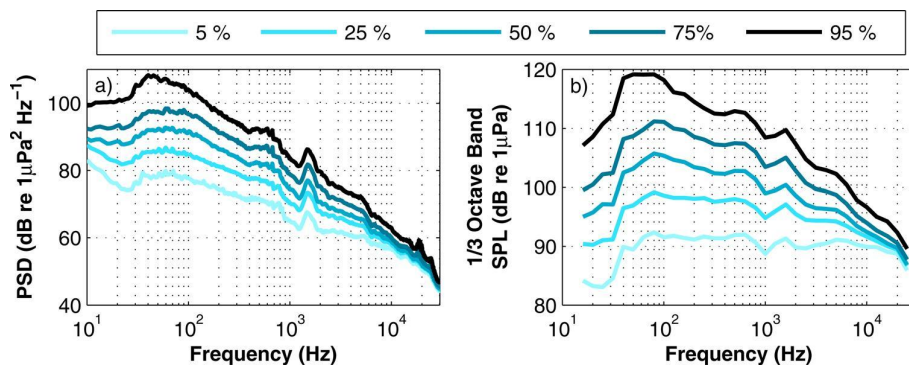 5 % 25 % 50 % 75% 95 %
a)
PSD (dB re 1µPa² Hz⁻¹)
100
80
60
40
10¹ 10² 10³ 10⁴
Frequency (Hz)
b)
1/3 Octave Band
SPL (dB re 1µPa)
120
110
100
90
80
10¹ 10² 10³ 10⁴
Frequency (Hz)